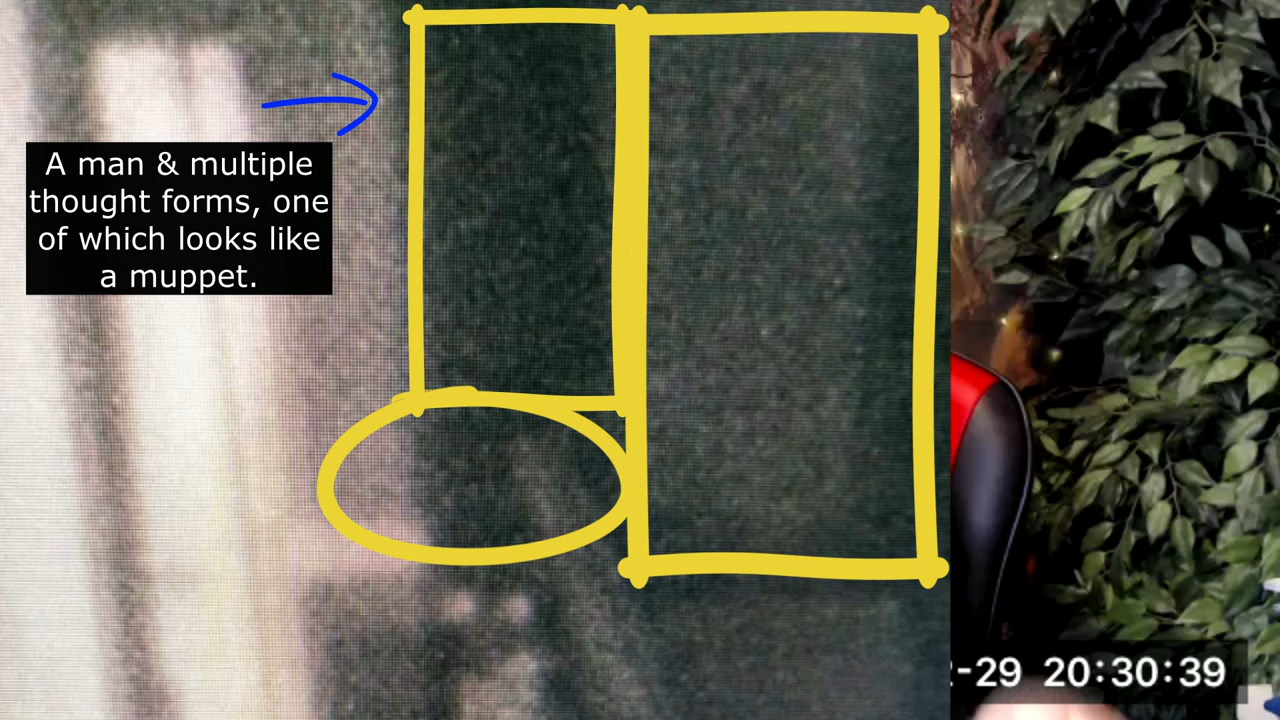 A man & multiple
thought forms, one
of which looks like
a muppet.
-29 20:30:39